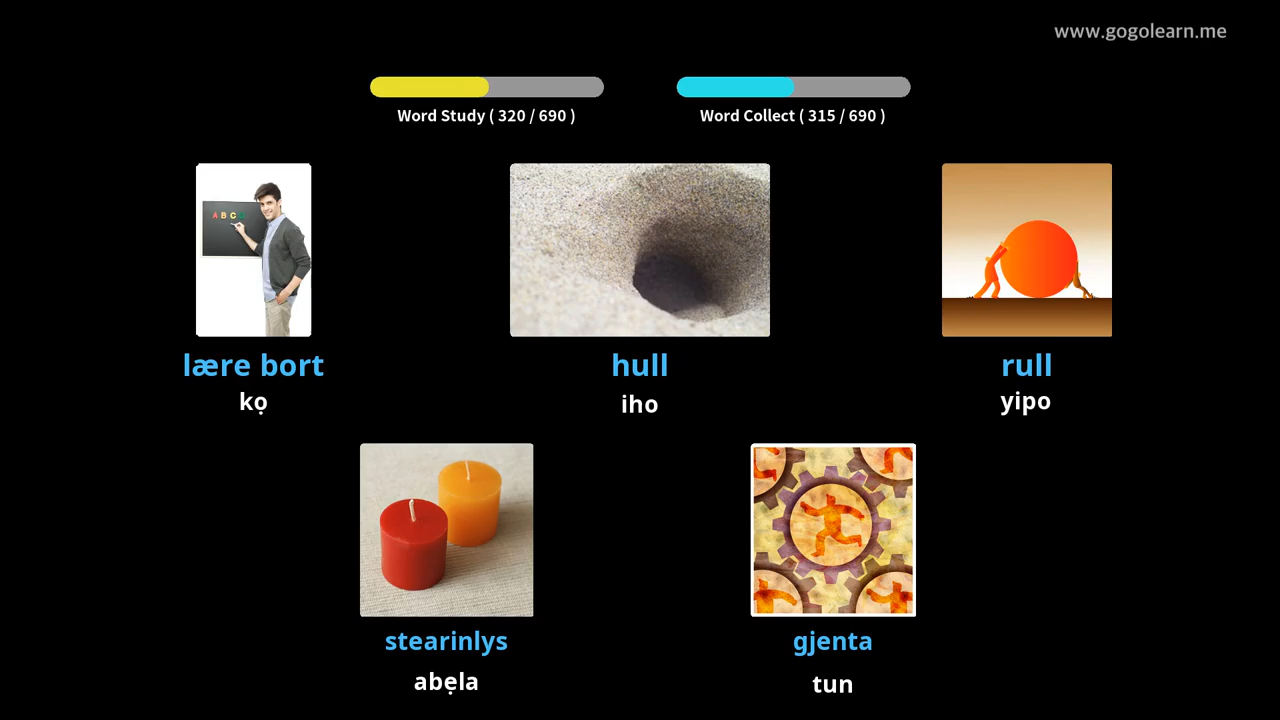 www.gogolearn.me
Word Study ( 320 / 690 )
Word Collect ( 315 / 690 )
A B C D
lære bort
hull
rull
kọ
iho
yipo
stearinlys
gjenta
abẹla
tun